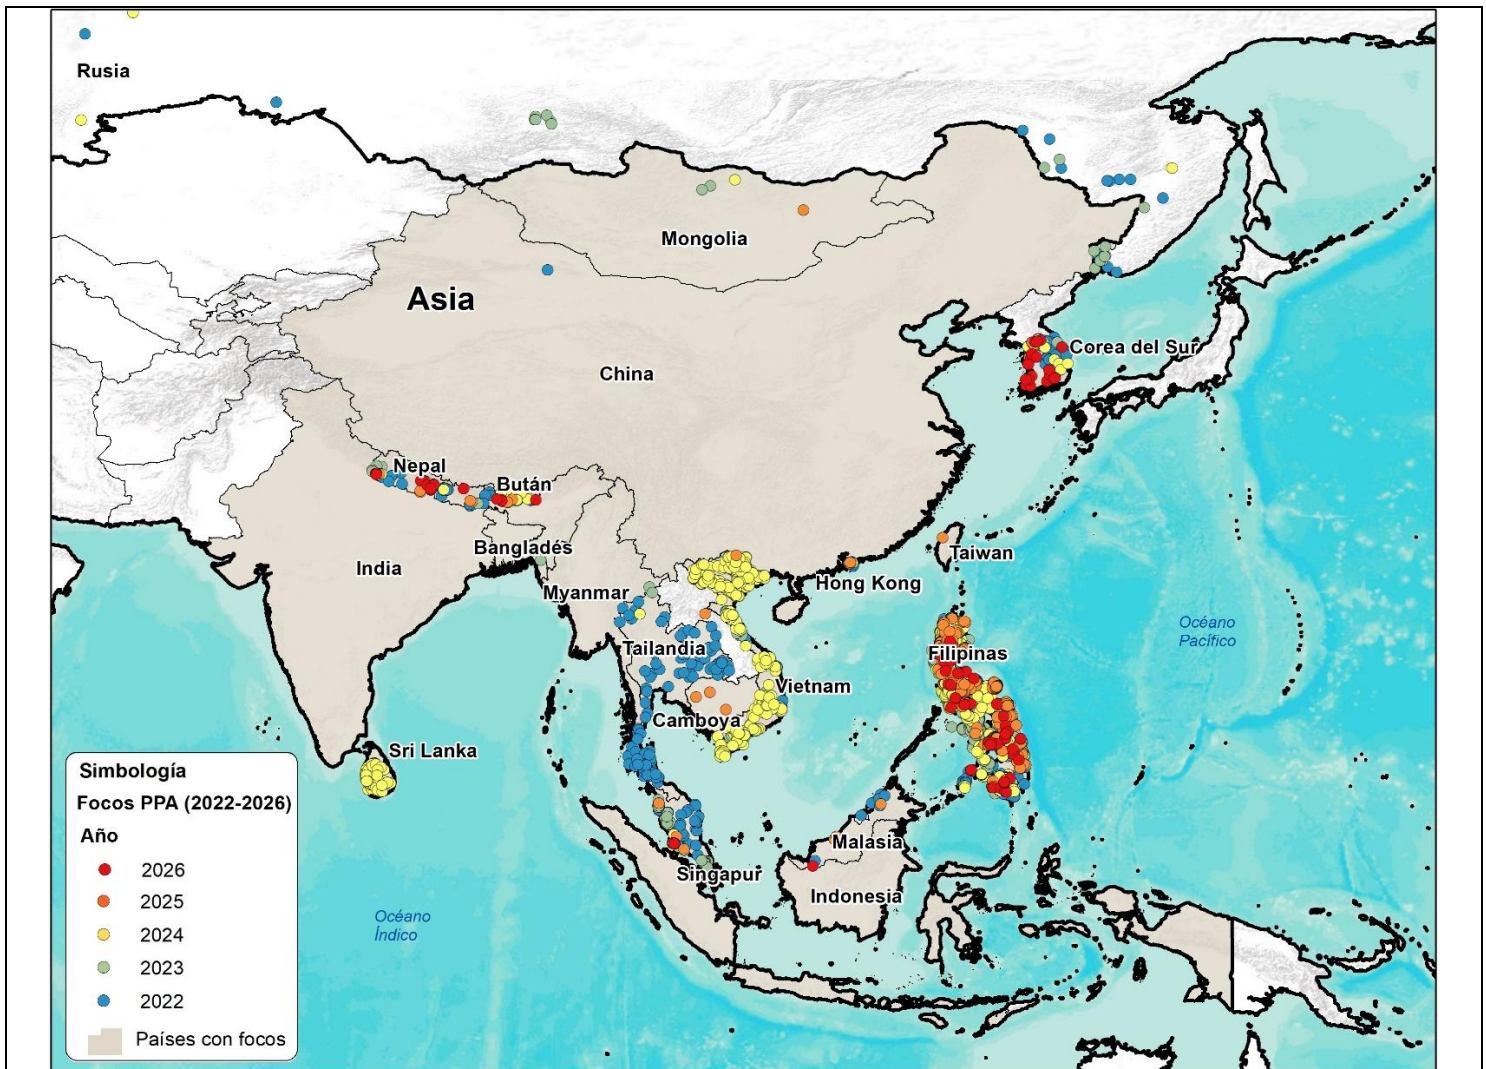 Rusia
Mongolia
Asia
China
Corea del Sur
Nepal
Bután
Bangladés
India
Myanmar
Taiwan
Hong Kong
Océano
Pacífico
Tailandia
Filipinas
Vietnam
Camboya
Sri Lanka
Malasia
Singapur
Indonesia
Océano
Índico
Simbología
Focos PPA (2022-2026)
Año
2026
2025
2024
2023
2022
Países con focos